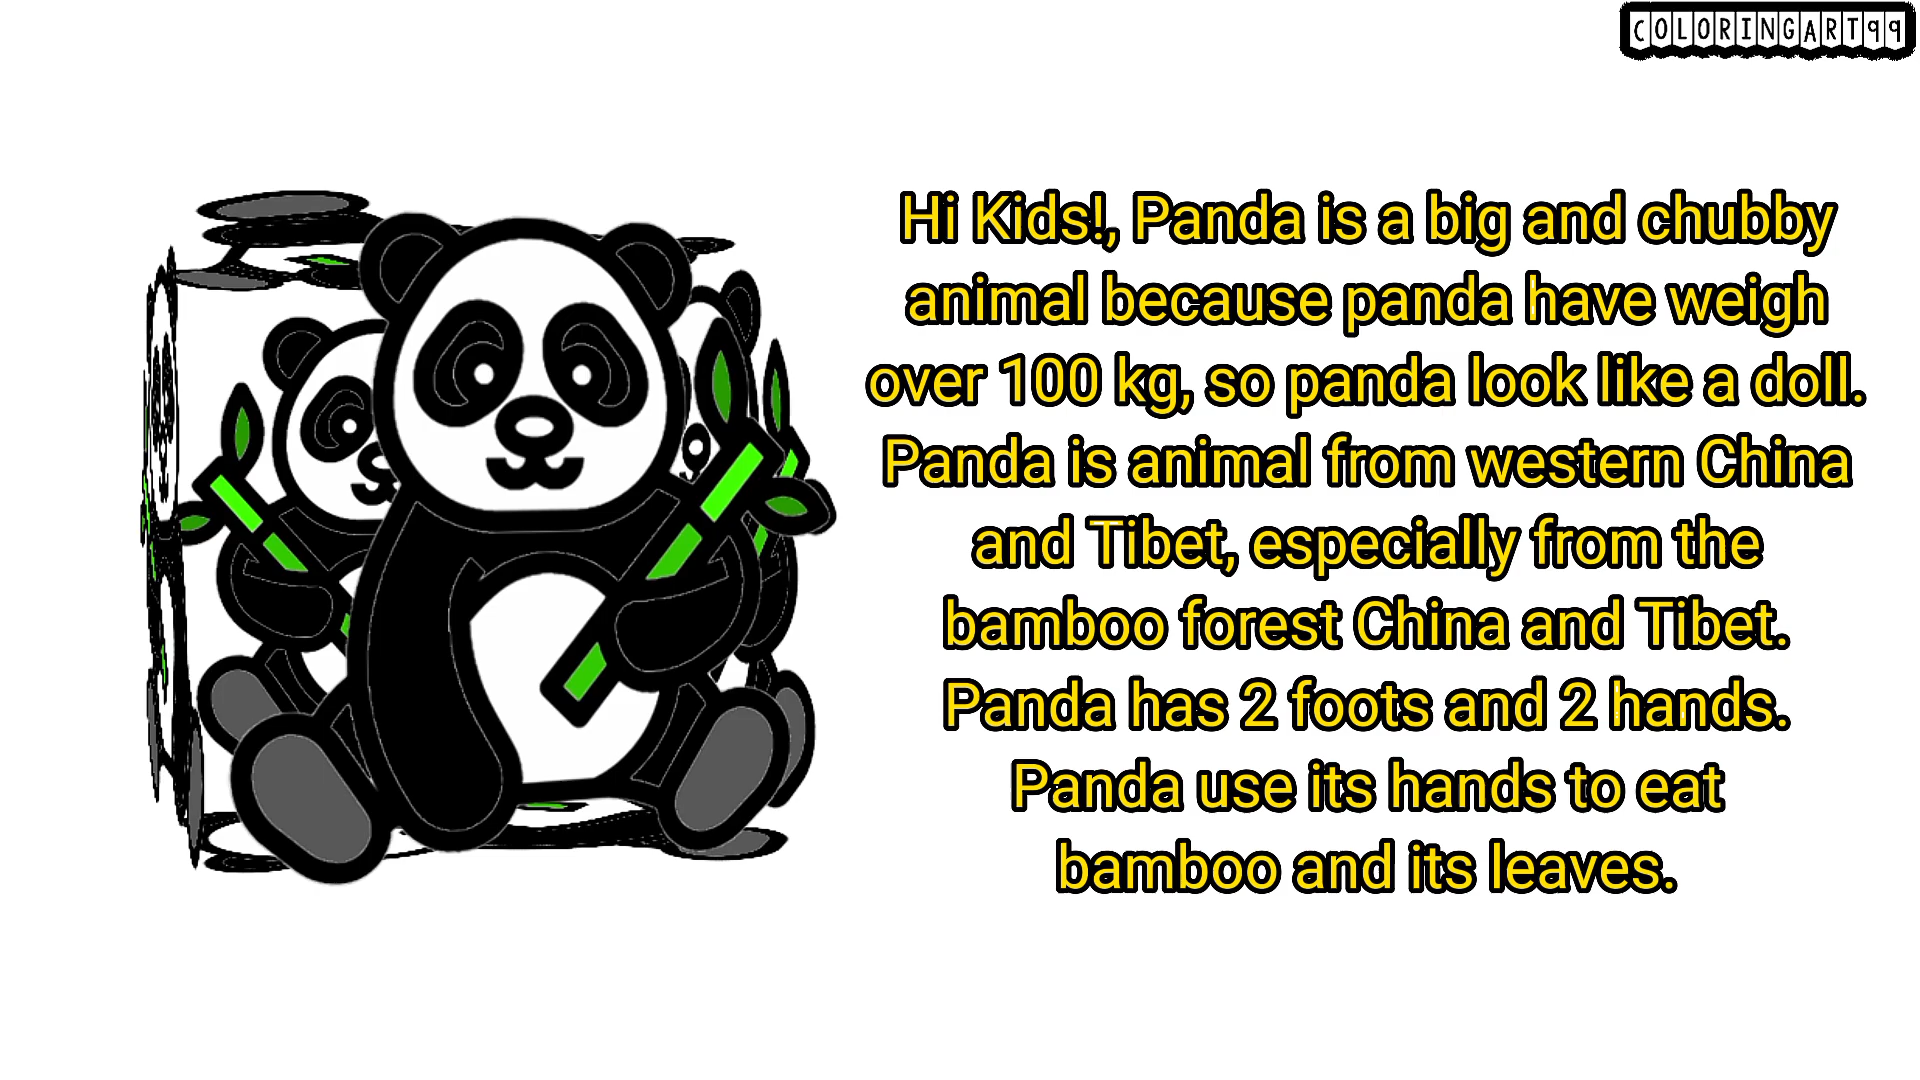 COLORINGART99
Hi Kids!, Panda is a big and chubby
animal because panda have weigh
over 100 kg, so panda look like a doll.
Panda is animal from western China
and Tibet, especially from the
bamboo forest China and Tibet.
Panda has 2 foots and 2 hands.
Panda use its hands to eat
bamboo and its leaves.